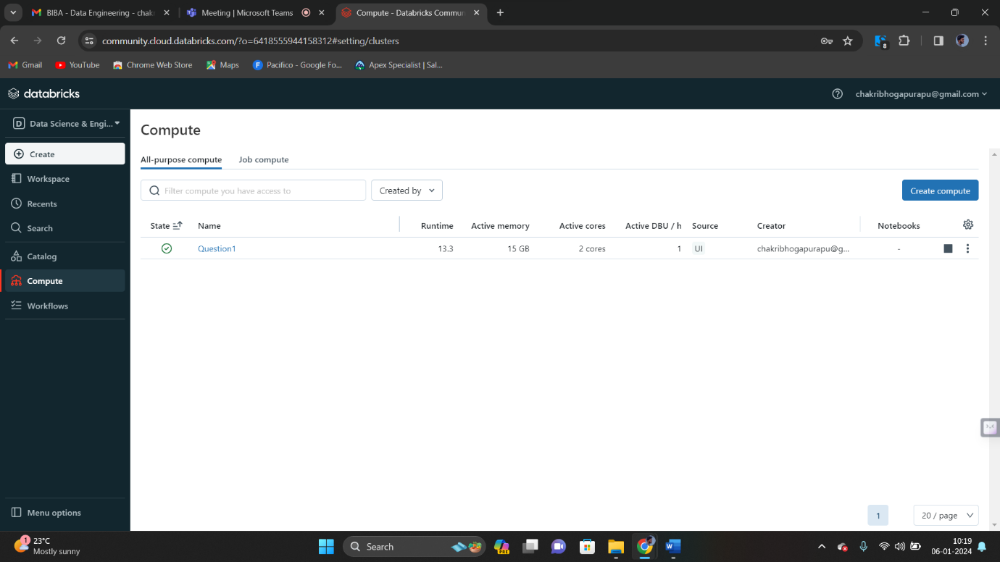 BIBA - Data Engineering - chak
Meeting | Microsoft Teams
Compute - Databricks Commun
community.cloud.databricks.com/?o=6418555944158312#setting/clusters
8
Gmail
YouTube
Chrome Web Store
Maps
Pacifico - Google Fo...
Apex Specialist | Sal...
databricks
chakribhogapurapu@gmail.com
D Data Science & Engi...
Create
Workspace
Recents
Search
Catalog
Compute
Workflows
Menu options
Compute
All-purpose compute Job compute
Filter compute you have access to Created by Create compute
State Name Runtime Active memory Active cores Active DBU / h Source Creator Notebooks
Question1 13.3 15 GB 2 cores 1 UI chakribhogapurapu@g... -
1 20 / page
1
23°C
Mostly sunny
Search
PRE
10:19
06-01-2024